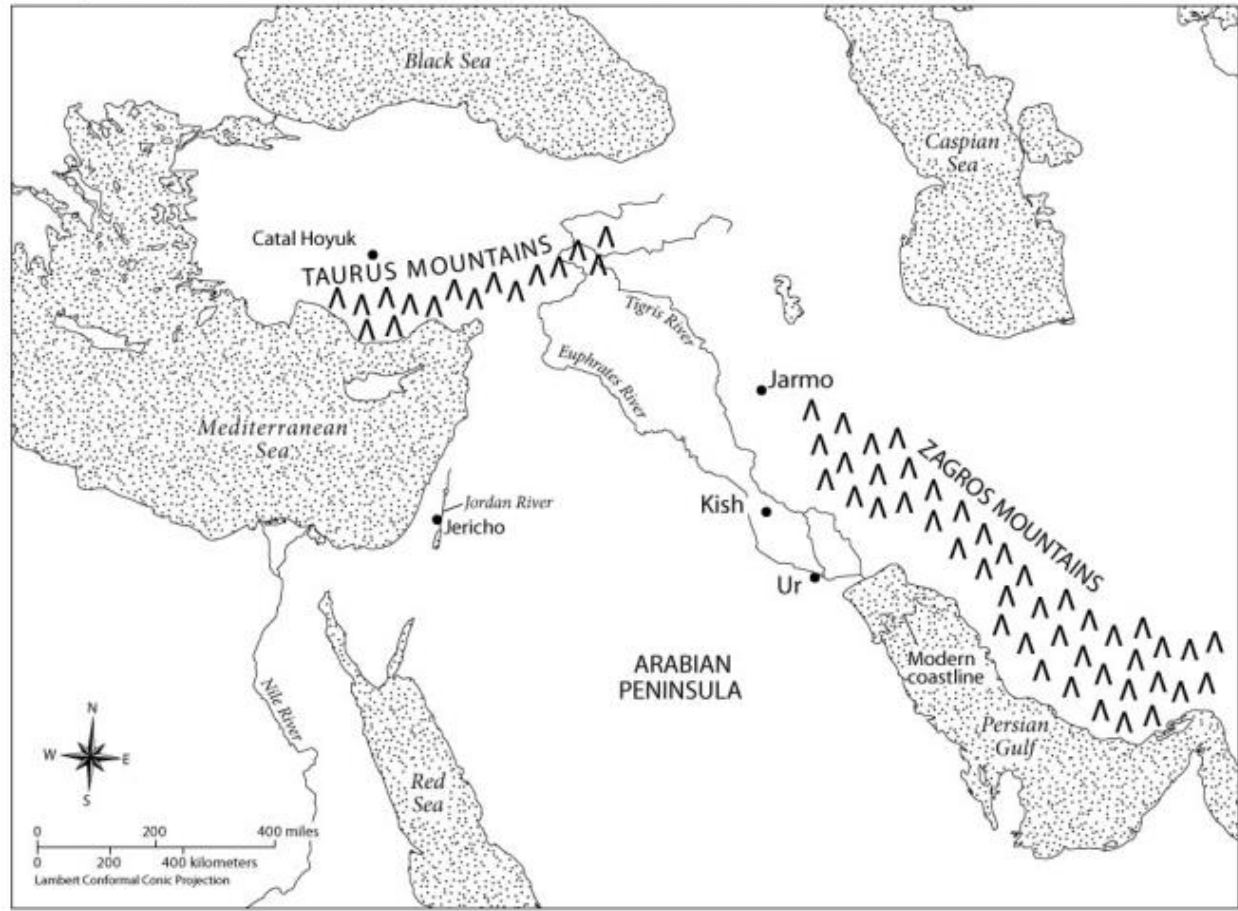 Black Sea
Caspian
Sea
Catal Hoyuk
TAURUS MOUNTAINS
Tigris River
Euphrates River
Jarmo
Mediterranean
Sea
ZAGROS MOUNTAINS
Jordan River
Jericho
Kish
Ur
ARABIAN
PENINSULA
Modern
coastline
Nile River
Persian
Gulf
Red
Sea
N
W E
S
0 200 400 miles
0 200 400 kilometers
Lambert Conformal Conic Projection